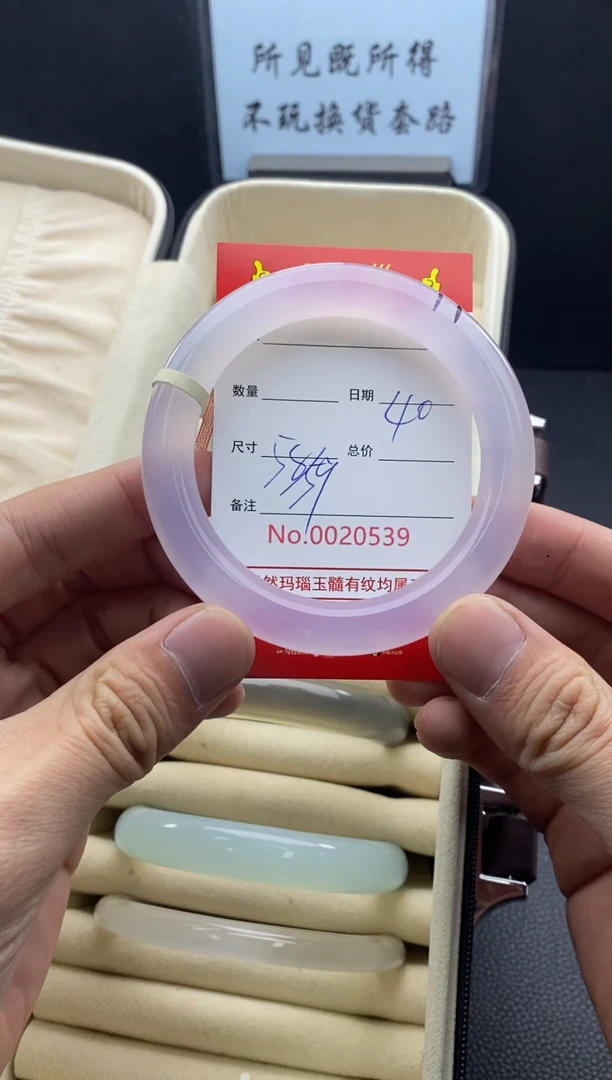 所见既所得
不玩换货套路
数量
日期 40
尺寸
总价
备注
No.0020539
然玛瑙玉髓有纹均属